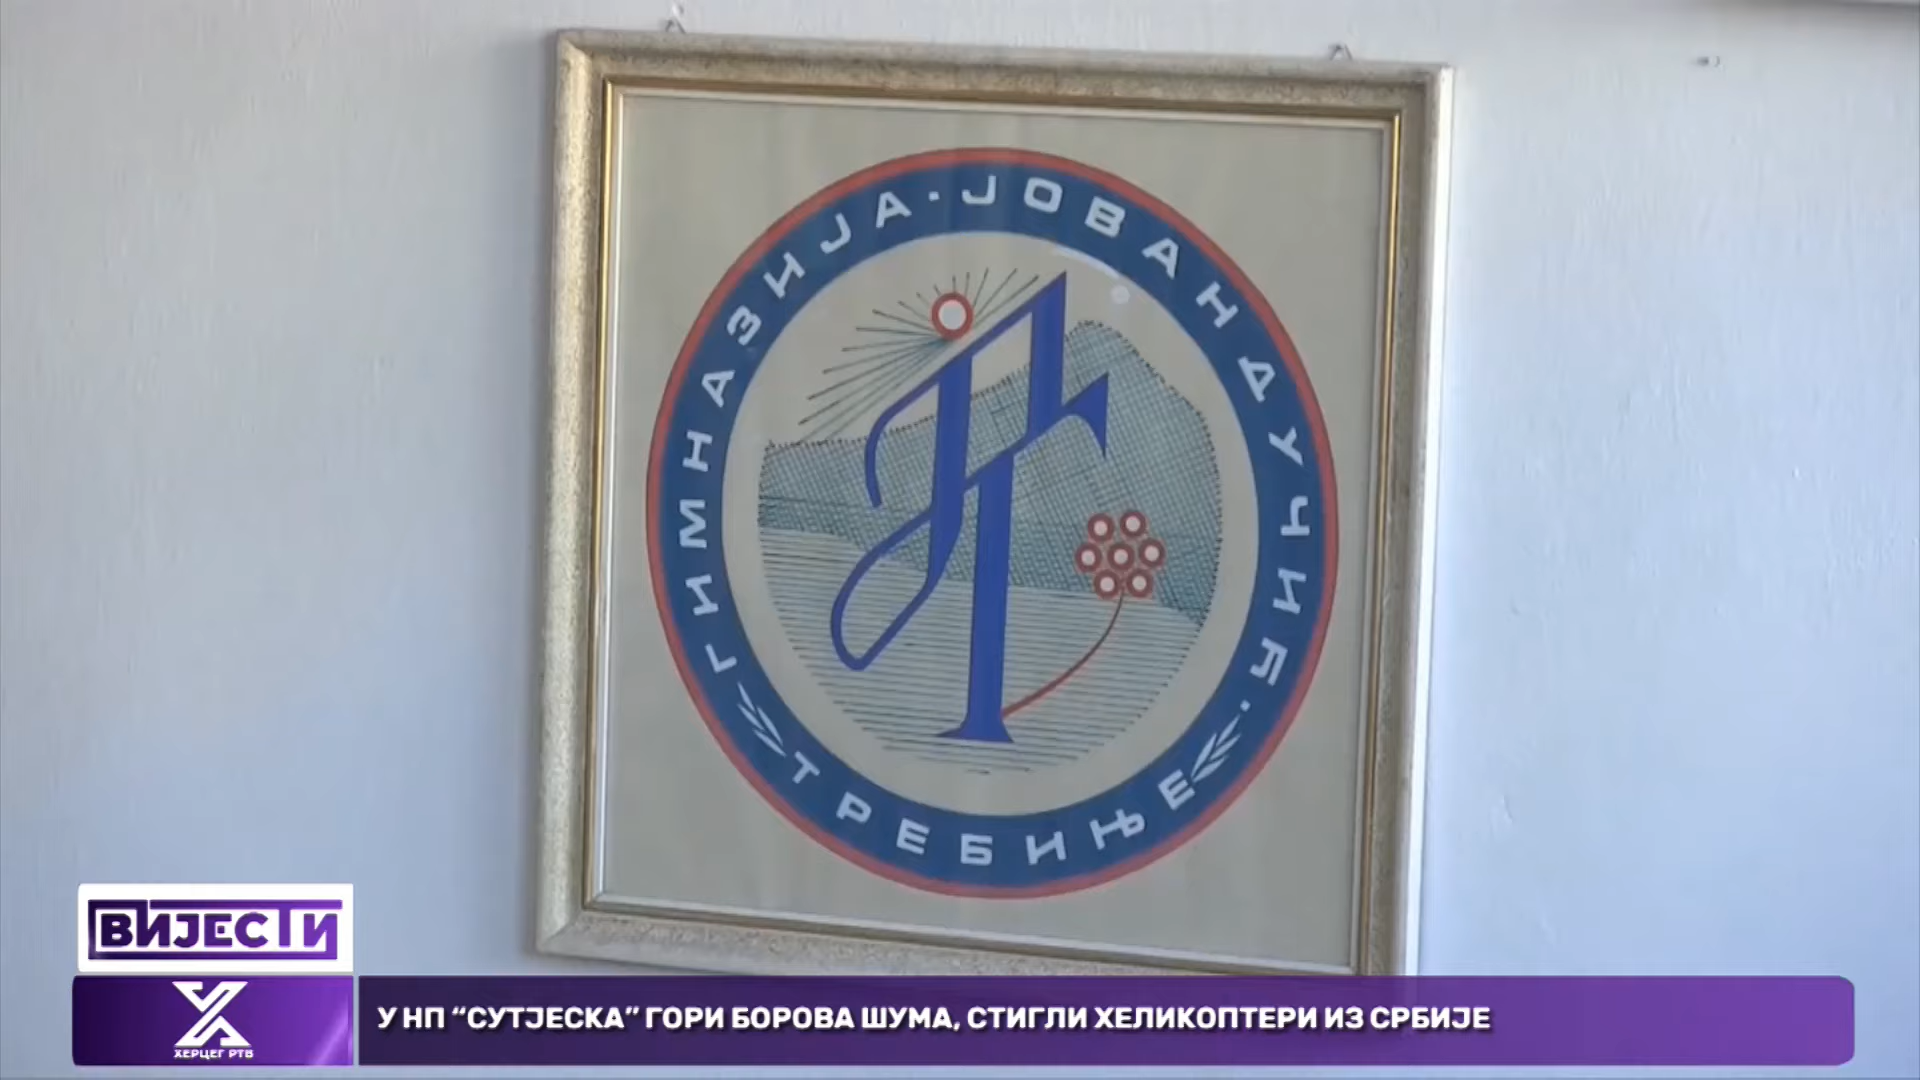 ГИМНАЗИЈА · ЈОВАН ДУЧИЋ ·
ТРЕБИЊЕ
ВИЈЕСТИ
ХЕРЦЕГ РТВ
У НП “СУТЈЕСКА” ГОРИ БОРОВА ШУМА, СТИГЛИ ХЕЛИКОПТЕРИ ИЗ СРБИЈЕ